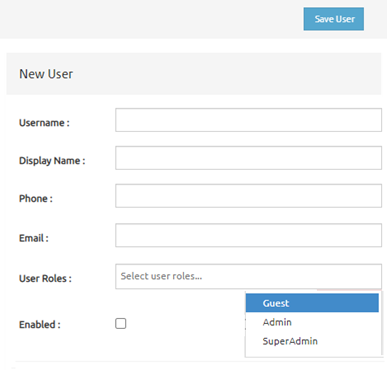 Save User
New User
Username :
Display Name :
Phone :
Email :
User Roles :
Select user roles...
Guest
Enabled :
Admin
SuperAdmin